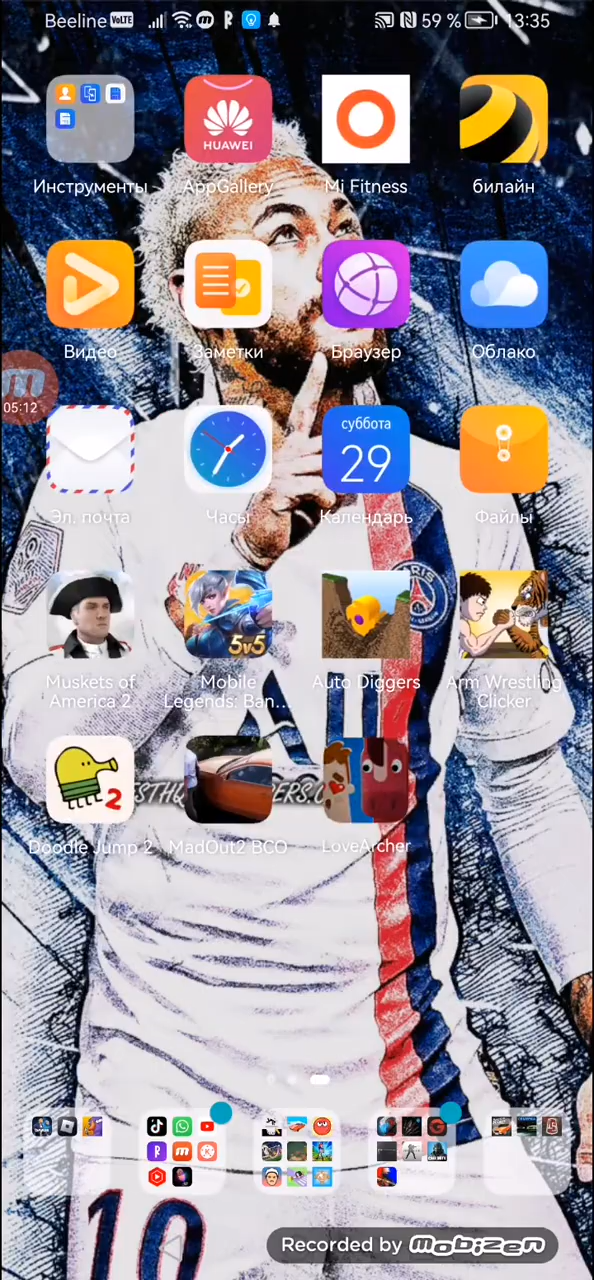 Beeline VoLTE 59 % 13:35
HUAWEI
Инструменты AppGallery Mi Fitness билайн
Видео Заметки Браузер Облако
05:12
суббота
29
Эл. почта Часы Календарь Файлы
PARIS
5v5
Muskets of America 2
Mobile Legends: Ban...
Auto Diggers
Arm Wrestling Clicker
2
Doodle Jump 2 MadOut2 BCO LoveArcher
10
Recorded by mobizen